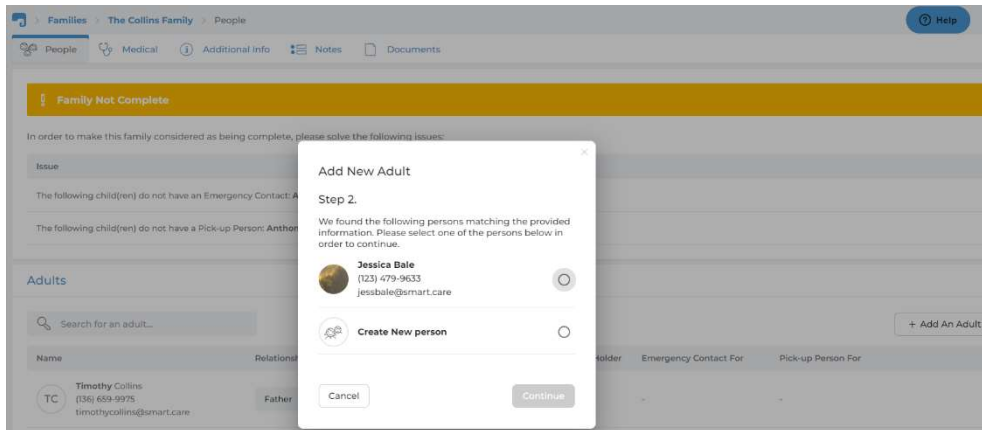 Families > The Collins Family > People
Help
People Medical Additional Info Notes Documents
Family Not Complete
In order to make this family considered as being complete, please solve the following issues:
Issue
The following child(ren) do not have an Emergency Contact:
The following child(ren) do not have a Pick-up Person: Anthon
Add New Adult
Step 2.
We found the following persons matching the provided
information. Please select one of the persons below in
order to continue.
Jessica Bale
(123) 479-9633
jessbale@smart.care
Create New person
Cancel
Continue
Adults
Search for an adult...
+ Add An Adult
Name Relations Holder Emergency Contact For Pick-up Person For
TC
Timothy Collins
(136) 659-9975
timothycollins@smart.care
Father
- -